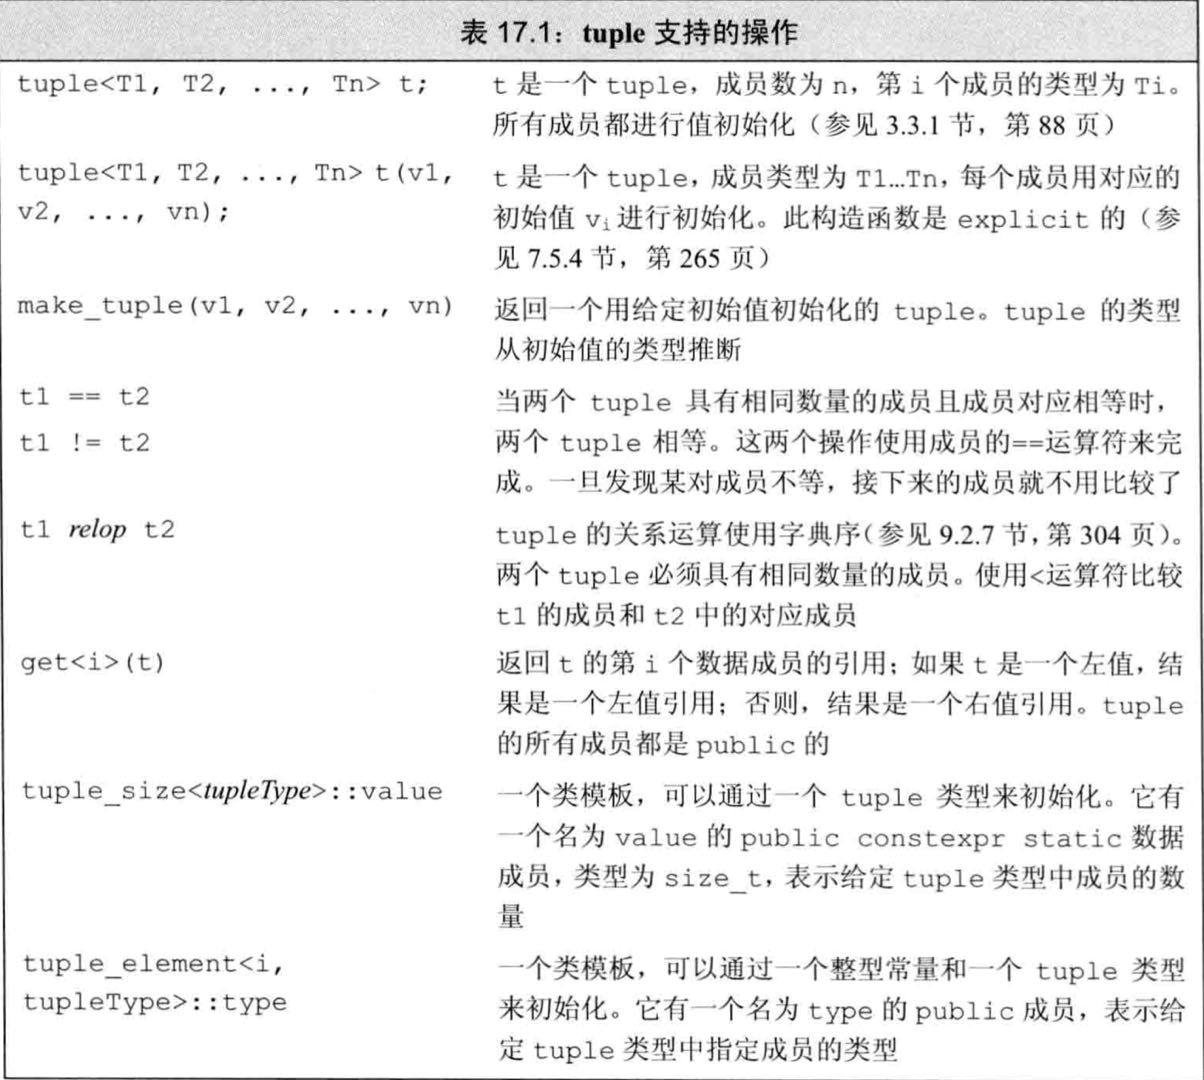 表 17.1：tuple 支持的操作
tuple<T1, T2, ..., Tn> t;
t 是一个 tuple，成员数为 n，第 i 个成员的类型为 Ti。
所有成员都进行值初始化（参见 3.3.1 节，第 88 页）
tuple<T1, T2, ..., Tn> t(v1,
v2, ..., vn);
t 是一个 tuple，成员类型为 T1…Tn，每个成员用对应的
初始值 vi 进行初始化。此构造函数是 explicit 的（参
见 7.5.4 节，第 265 页）
make_tuple(v1, v2, ..., vn)
返回一个用给定初始值初始化的 tuple。tuple 的类型
从初始值的类型推断
t1 == t2
t1 != t2
当两个 tuple 具有相同数量的成员且成员对应相等时，
两个 tuple 相等。这两个操作使用成员的==运算符来完
成。一旦发现某对成员不等，接下来的成员就不用比较了
t1 relop t2
tuple 的关系运算使用字典序（参见 9.2.7 节，第 304 页）。
两个 tuple 必须具有相同数量的成员。使用<运算符比较
t1 的成员和 t2 中的对应成员
get<i>(t)
返回 t 的第 i 个数据成员的引用；如果 t 是一个左值，结
果是一个左值引用；否则，结果是一个右值引用。tuple
的所有成员都是 public 的
tuple_size<tupleType>::value
一个类模板，可以通过一个 tuple 类型来初始化。它有
一个名为 value 的 public constexpr static 数据
成员，类型为 size_t，表示给定 tuple 类型中成员的数
量
tuple_element<i,
tupleType>::type
一个类模板，可以通过一个整型常量和一个 tuple 类型
来初始化。它有一个名为 type 的 public 成员，表示给
定 tuple 类型中指定成员的类型